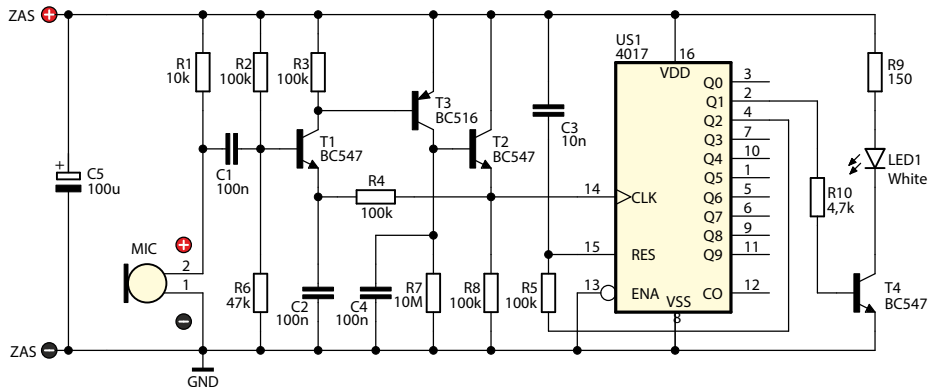 ZAS +
+
C5
100u
MIC
+
2
1
−
ZAS −
GND
R1
10k
R2
100k
R3
100k
C1
100n
R6
47k
T1
BC547
R4
100k
C2
100n
C4
100n
T3
BC516
T2
BC547
R7
10M
R8
100k
C3
10n
R5
100k
US1
4017
16
VDD
14
CLK
15
RES
13
ENA
VSS
8
Q0 3
Q1 2
Q2 4
Q3 7
Q4 10
Q5 1
Q6 5
Q7 6
Q8 9
Q9 11
CO 12
R10
4,7k
R9
150
LED1
White
T4
BC547